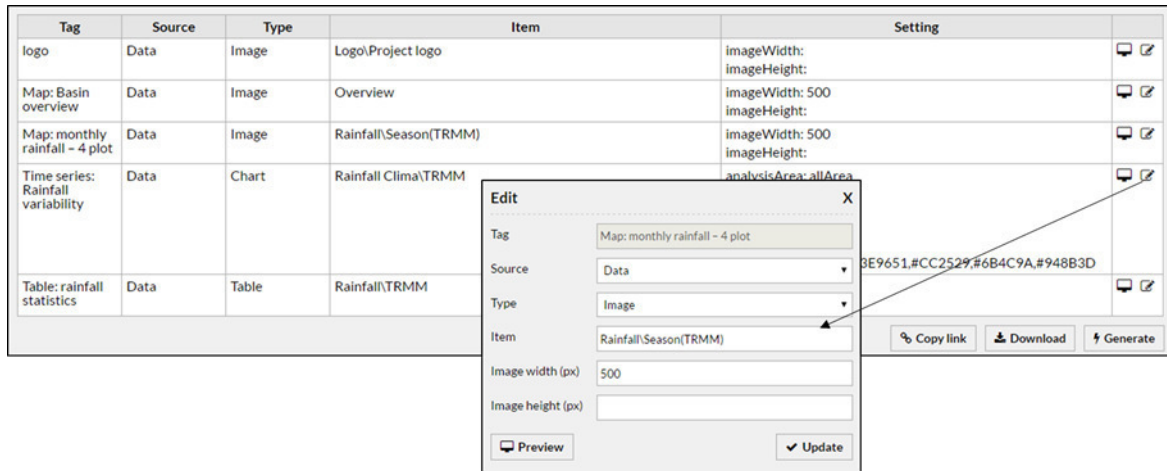 Tag Source Type Item Setting
logo Data Image Logo\Project logo imageWidth:
imageHeight:
Map: Basin Data Image Overview imageWidth: 500
overview imageHeight:
Map: monthly Data Image Rainfall\Season(TRMM) imageWidth: 500
rainfall – 4 plot imageHeight:
Time series: Data Chart Rainfall Clima\TRMM analysisArea: allArea
Rainfall
variability
3E9651,#CC2529,#6B4C9A,#948B3D
Table: rainfall Data Table Rainfall\TRMM
statistics
Copy link Download Generate
Edit X
Tag Map: monthly rainfall – 4 plot
Source Data
Type Image
Item Rainfall\Season(TRMM)
Image width (px) 500
Image height (px)
Preview Update